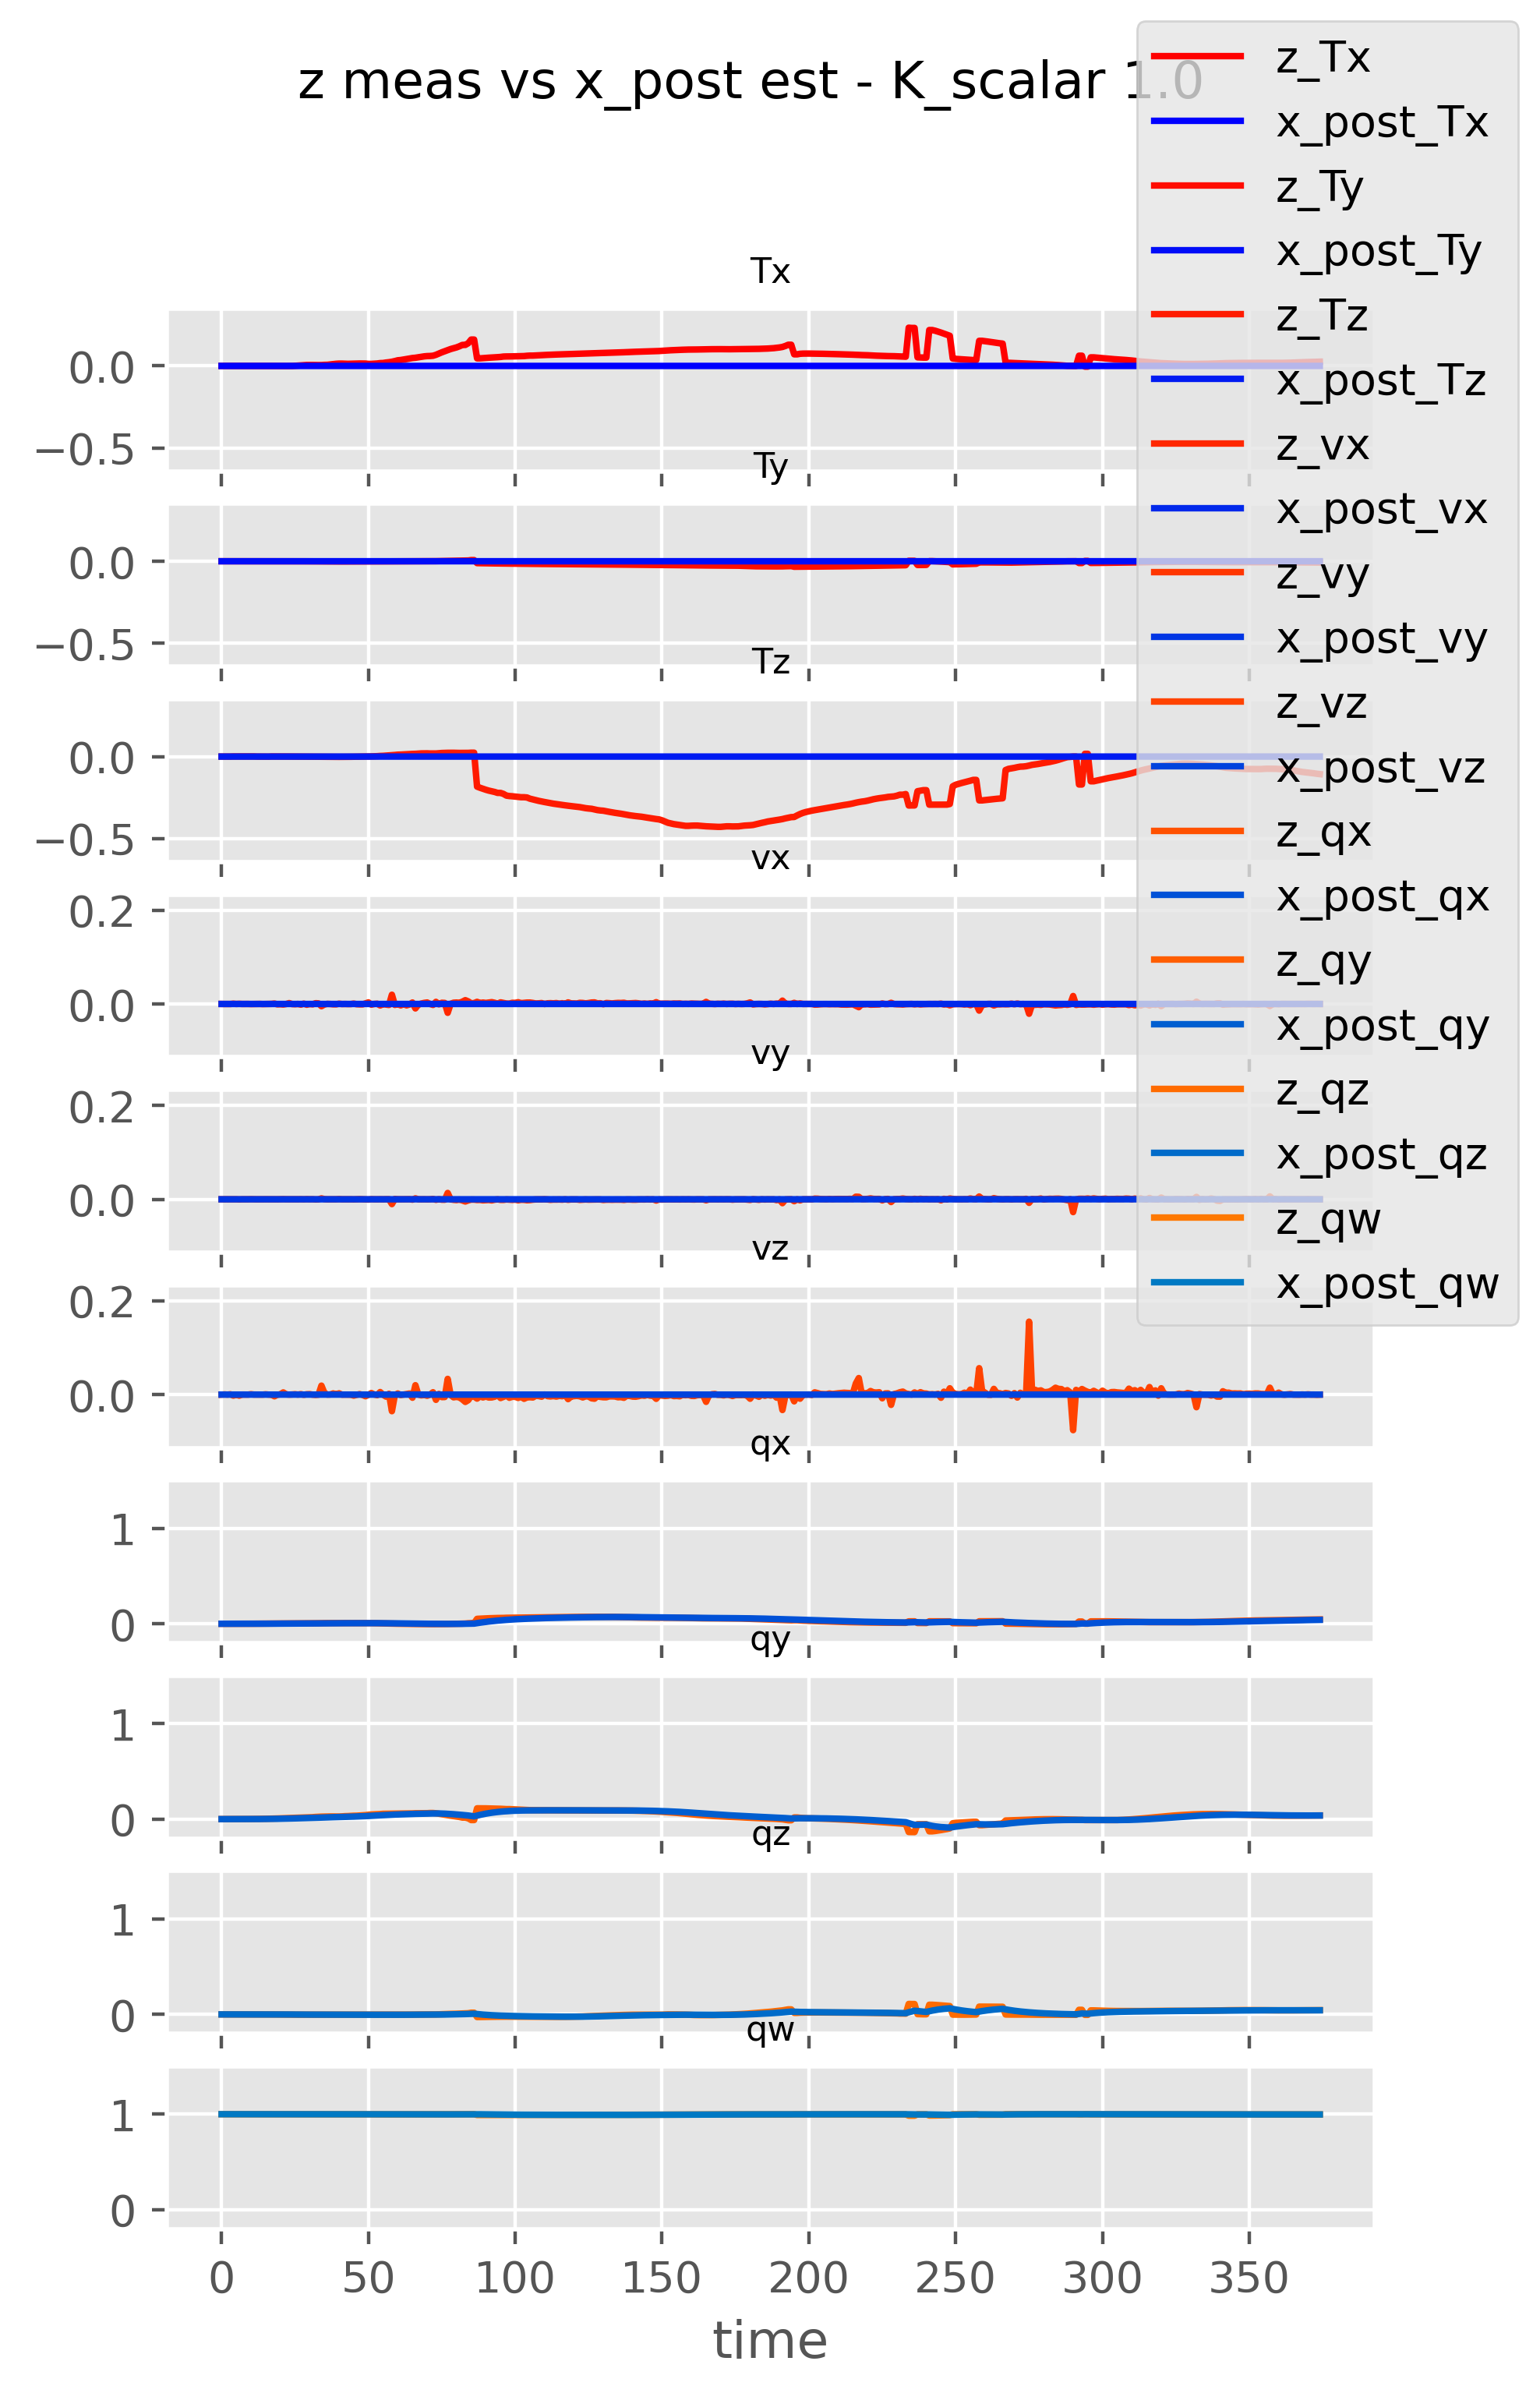 z meas vs x_post est - K_scalar 1.0
z_Tx
x_post_Tx
z_Ty
x_post_Ty
z_Tz
x_post_Tz
z_vx
x_post_vx
z_vy
x_post_vy
z_vz
x_post_vz
z_qx
x_post_qx
z_qy
x_post_qy
z_qz
x_post_qz
z_qw
x_post_qw
Tx
0.0
−0.5
Ty
0.0
−0.5
Tz
0.0
−0.5
vx
0.2
0.0
vy
0.2
0.0
vz
0.2
0.0
qx
1
0
qy
1
0
qz
1
0
qw
1
0
0 50 100 150 200 250 300 350
time